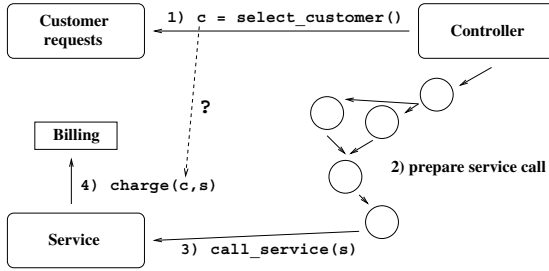 1) c = select_customer()
Customer
requests
Controller
?
Billing
2) prepare service call
4) charge(c,s)
Service
3) call_service(s)